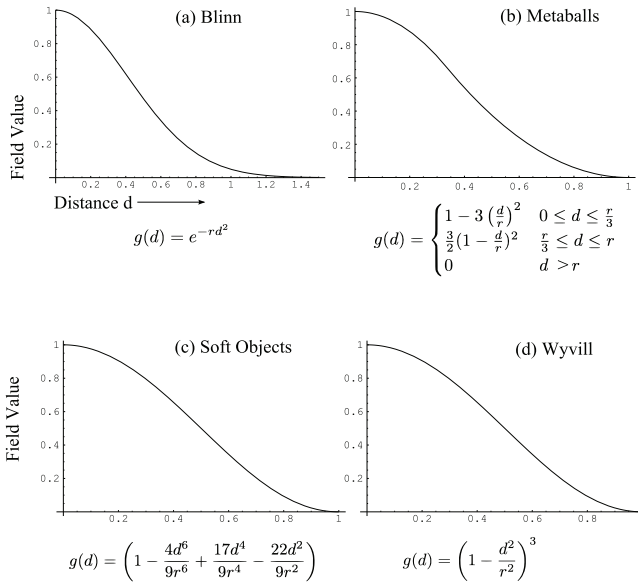 (a) Blinn
1
0.8
0.6
0.4
0.2
0.2 0.4 0.6 0.8 1 1.2 1.4
Field Value
Distance d
g(d) = e^{-rd^2}
(b) Metaballs
1
0.8
0.6
0.4
0.2
0.2 0.4 0.6 0.8 1
g(d) = { 1 − 3 (d/r)^2 0 ≤ d ≤ r/3
3/2(1 − d/r)^2 r/3 ≤ d ≤ r
0 d > r
(c) Soft Objects
1
0.8
0.6
0.4
0.2
0.2 0.4 0.6 0.8 1
Field Value
g(d) = (1 − 4d^6/9r^6 + 17d^4/9r^4 − 22d^2/9r^2)
(d) Wyvill
1
0.8
0.6
0.4
0.2
0.2 0.4 0.6 0.8 1
g(d) = (1 − d^2/r^2)^3